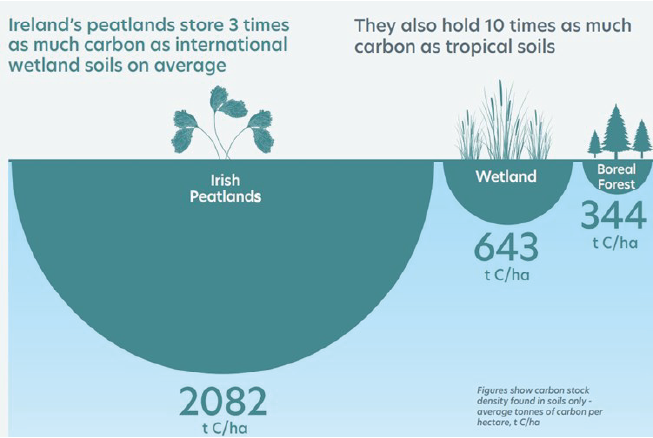 Ireland's peatlands store 3 times
as much carbon as international
wetland soils on average
They also hold 10 times as much
carbon as tropical soils
Irish
Peatlands
Wetland
Boreal
Forest
2082
t C/ha
643
t C/ha
344
t C/ha
Figures show carbon stock
density found in soils only -
average tonnes of carbon per
hectare, t C/ha